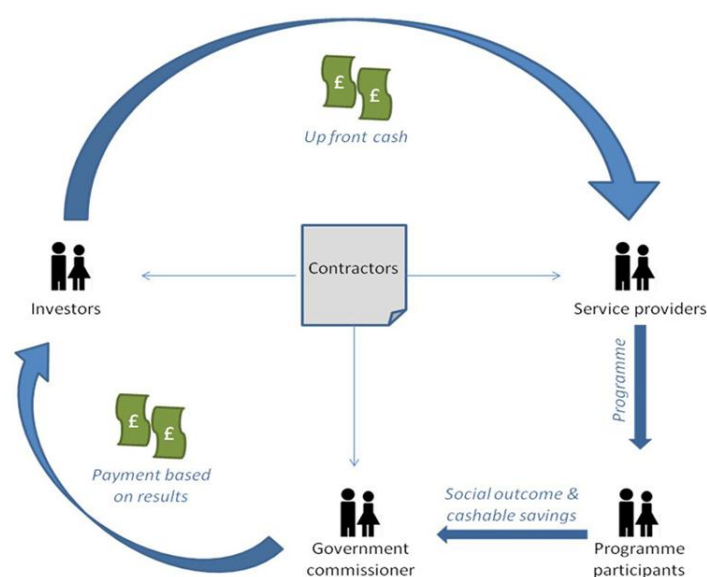 £
£
Up front cash
Contractors
Investors
Service providers
Programme
£
£
Payment based
on results
Social outcome &
cashable savings
Government
commissioner
Programme
participants